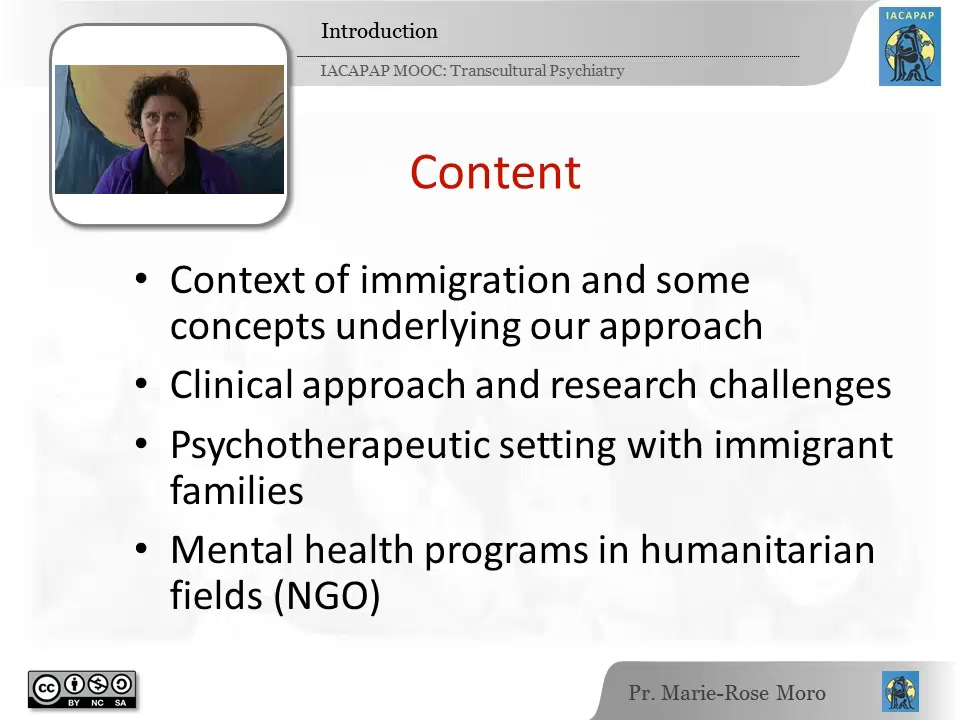 Introduction
IACAPAP MOOC: Transcultural Psychiatry
IACAPAP
Content
• Context of immigration and some
concepts underlying our approach
• Clinical approach and research challenges
• Psychotherapeutic setting with immigrant
families
• Mental health programs in humanitarian
fields (NGO)
cc
BY NC SA
Pr. Marie-Rose Moro